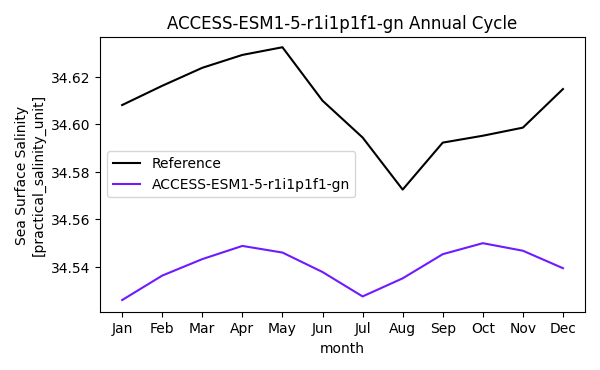 ACCESS-ESM1-5-r1i1p1f1-gn Annual Cycle
Sea Surface Salinity
[practical_salinity_unit]
34.62
34.60
34.58
34.56
34.54
Reference
ACCESS-ESM1-5-r1i1p1f1-gn
Jan Feb Mar Apr May Jun Jul Aug Sep Oct Nov Dec
month